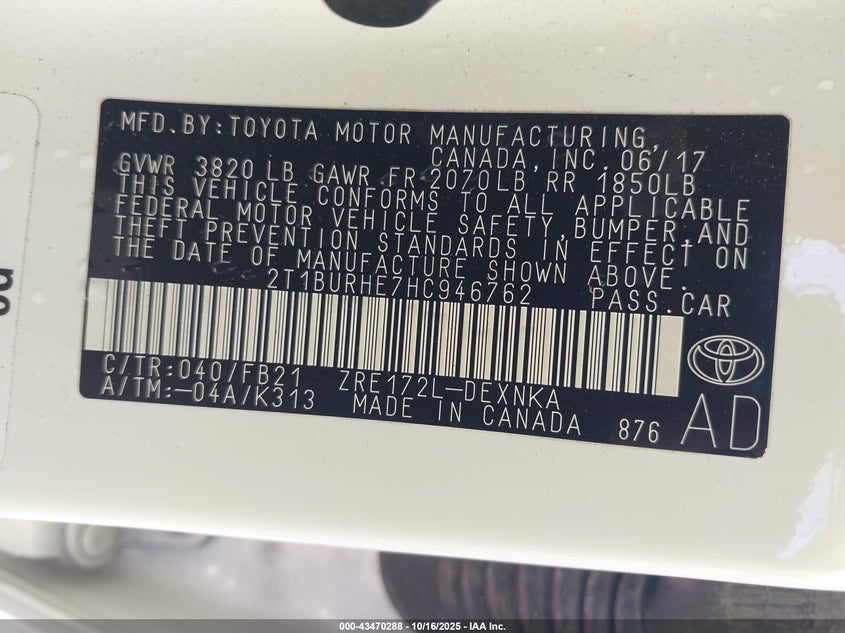 MFD.BY:TOYOTA MOTOR MANUFACTURING,
CANADA,INC.06/17
GVWR 3820 LB GAWR FR 2070LB RR 1850LB
THIS VEHICLE CONFORMS TO ALL APPLICABLE
FEDERAL MOTOR VEHICLE SAFETY,BUMPER,AND
THEFT PREVENTION STANDARDS IN EFFECT ON
THE DATE OF MANUFACTURE SHOWN ABOVE.
2T1BURHE7HC946762 PASS.CAR
C/TR:040/FB21 ZRE172L-DEXNKA
A/TM:-04A/K313 MADE IN CANADA 876 AD
000-43470288 - 10/16/2025 - IAA Inc.